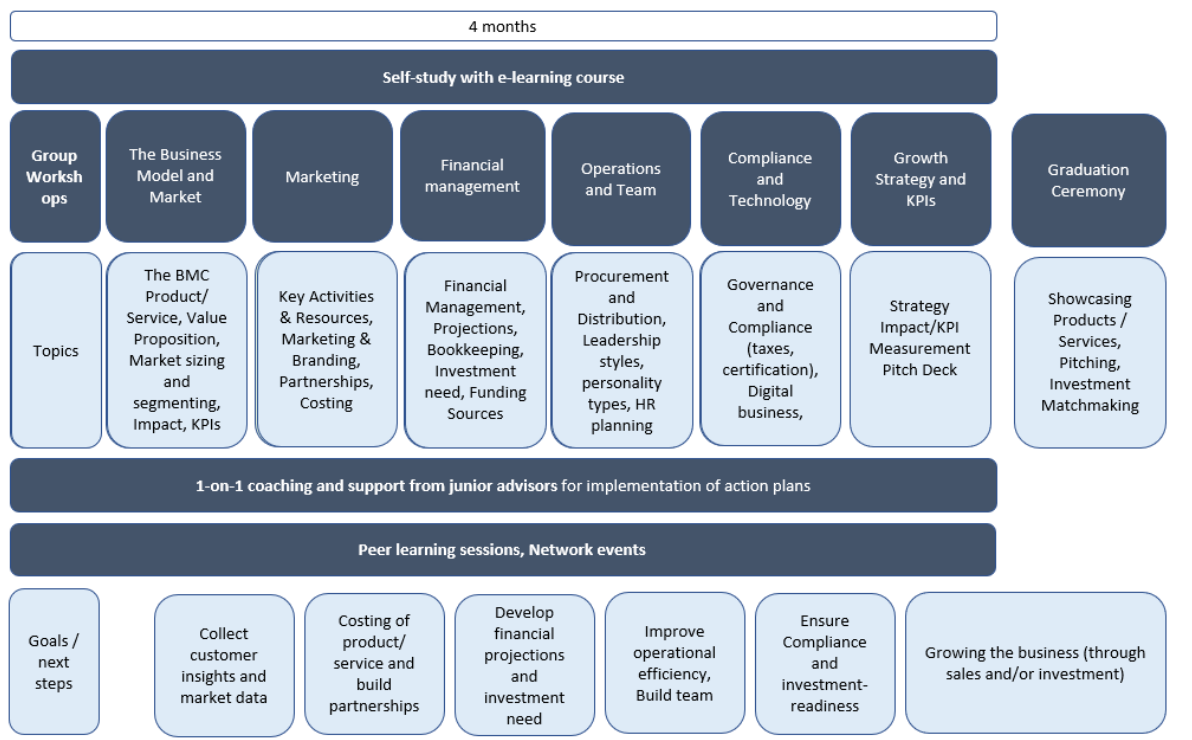 4 months
Self-study with e-learning course
Group
Worksh
ops
The Business
Model and
Market
Marketing
Financial
management
Operations
and Team
Compliance
and
Technology
Growth
Strategy and
KPIs
Graduation
Ceremony
Topics
The BMC
Product/
Service, Value
Proposition,
Market sizing
and
segmenting,
Impact, KPIs
Key Activities
& Resources,
Marketing &
Branding,
Partnerships,
Costing
Financial
Management,
Projections,
Bookkeeping,
Investment
need, Funding
Sources
Procurement
and
Distribution,
Leadership
styles,
personality
types, HR
planning
Governance
and
Compliance
(taxes,
certification),
Digital
business,
Strategy
Impact/KPI
Measurement
Pitch Deck
Showcasing
Products /
Services,
Pitching,
Investment
Matchmaking
1-on-1 coaching and support from junior advisors for implementation of action plans
Peer learning sessions, Network events
Goals /
next
steps
Collect
customer
insights and
market data
Costing of
product/
service and
build
partnerships
Develop
financial
projections
and
investment
need
Improve
operational
efficiency,
Build team
Ensure
Compliance
and
investment-
readiness
Growing the business (through
sales and/or investment)